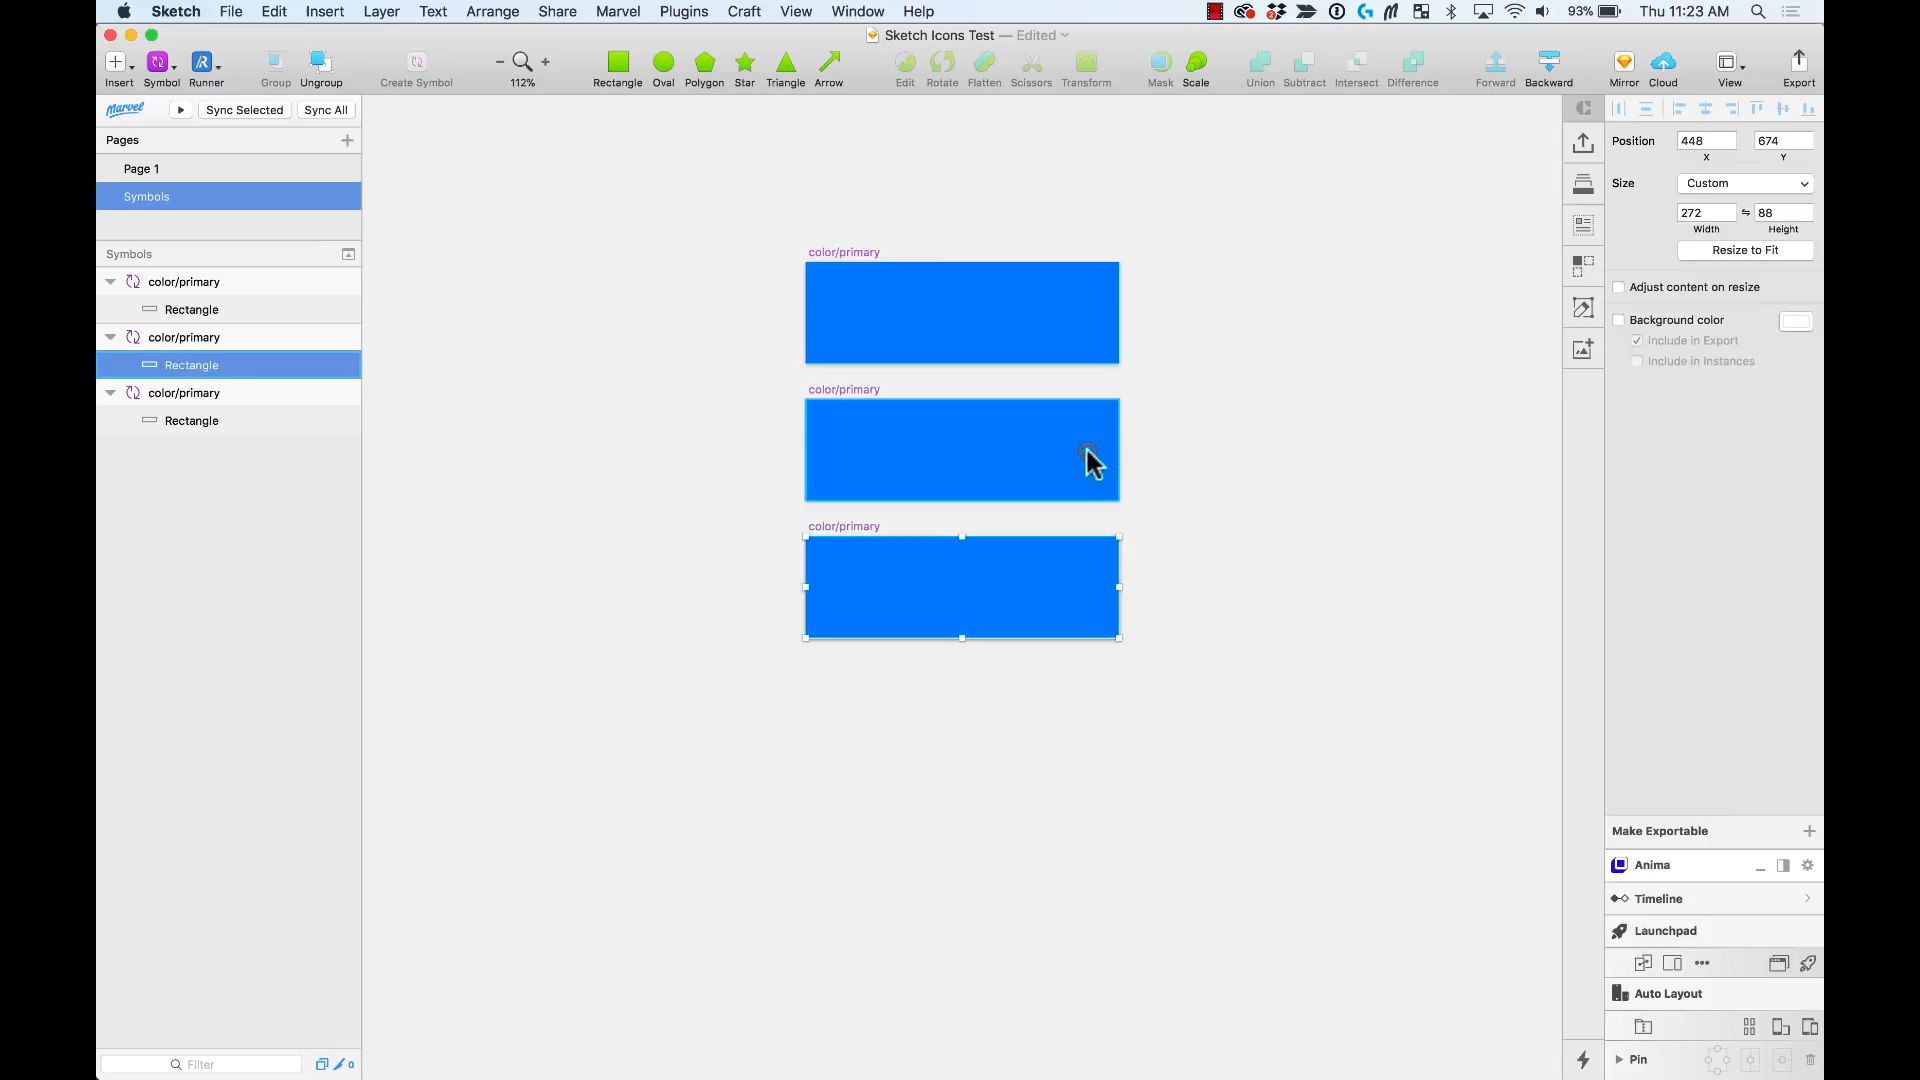 Sketch File Edit Insert Layer Text Arrange Share Marvel Plugins Craft View Window Help 2 93% Thu 11:23 AM
Sketch Icons Test — Edited
Insert Symbol Runner Group Ungroup Create Symbol 112% Rectangle Oval Polygon Star Triangle Arrow Edit Rotate Flatten Scissors Transform Mask Scale Union Subtract Intersect Difference Forward Backward Mirror Cloud View Export
Marvel Sync Selected Sync All
Pages
Page 1
Symbols
Symbols
color/primary
Rectangle
color/primary
Rectangle
color/primary
Rectangle
Filter 0
color/primary
color/primary
color/primary
Position 448 674
X Y
Size Custom
272 88
Width Height
Resize to Fit
Adjust content on resize
Background color
Include in Export
Include in Instances
Make Exportable
Anima
Timeline
Launchpad
Auto Layout
Pin